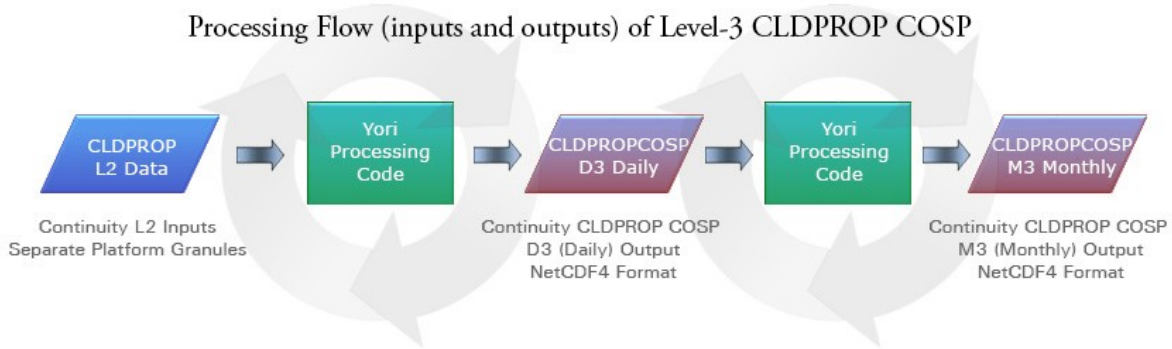 Processing Flow (inputs and outputs) of Level-3 CLDPROP COSP
CLDPROP
L2 Data
Yori
Processing
Code
CLDPROPCOSP
D3 Daily
Yori
Processing
Code
CLDPROPCOSP
M3 Monthly
Continuity L2 Inputs
Separate Platform Granules
Continuity CLDPROP COSP
D3 (Daily) Output
NetCDF4 Format
Continuity CLDPROP COSP
M3 (Monthly) Output
NetCDF4 Format